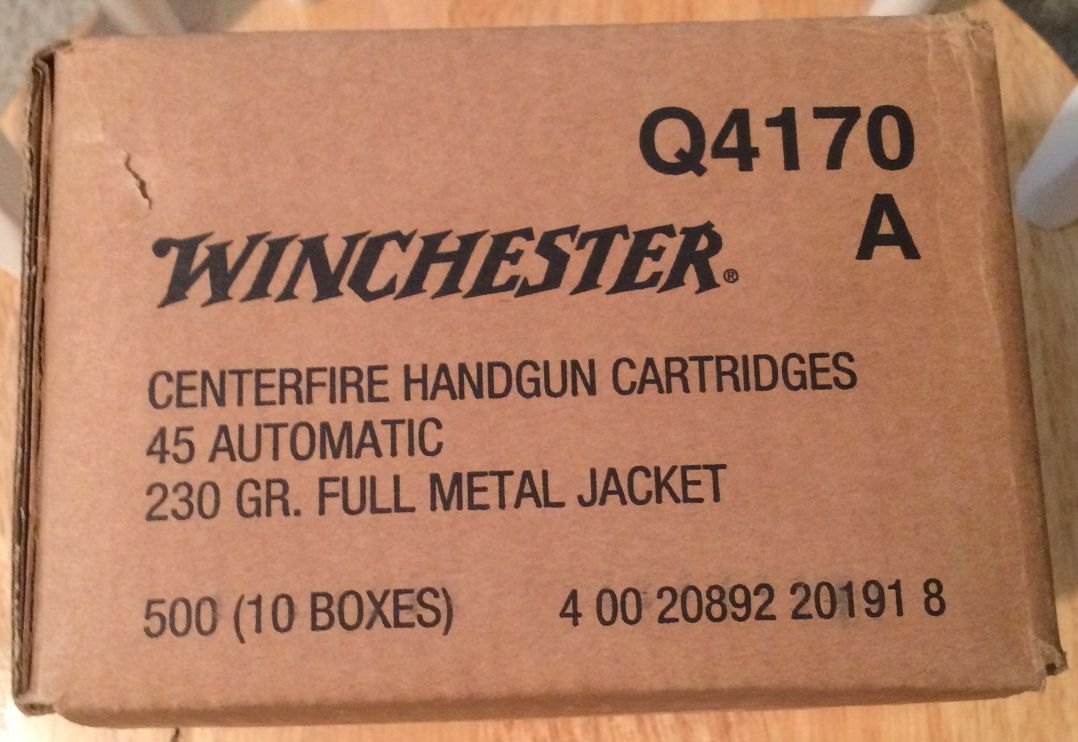 Q4170
A
WINCHESTER®
CENTERFIRE HANDGUN CARTRIDGES
45 AUTOMATIC
230 GR. FULL METAL JACKET
500 (10 BOXES) 4 00 20892 20191 8